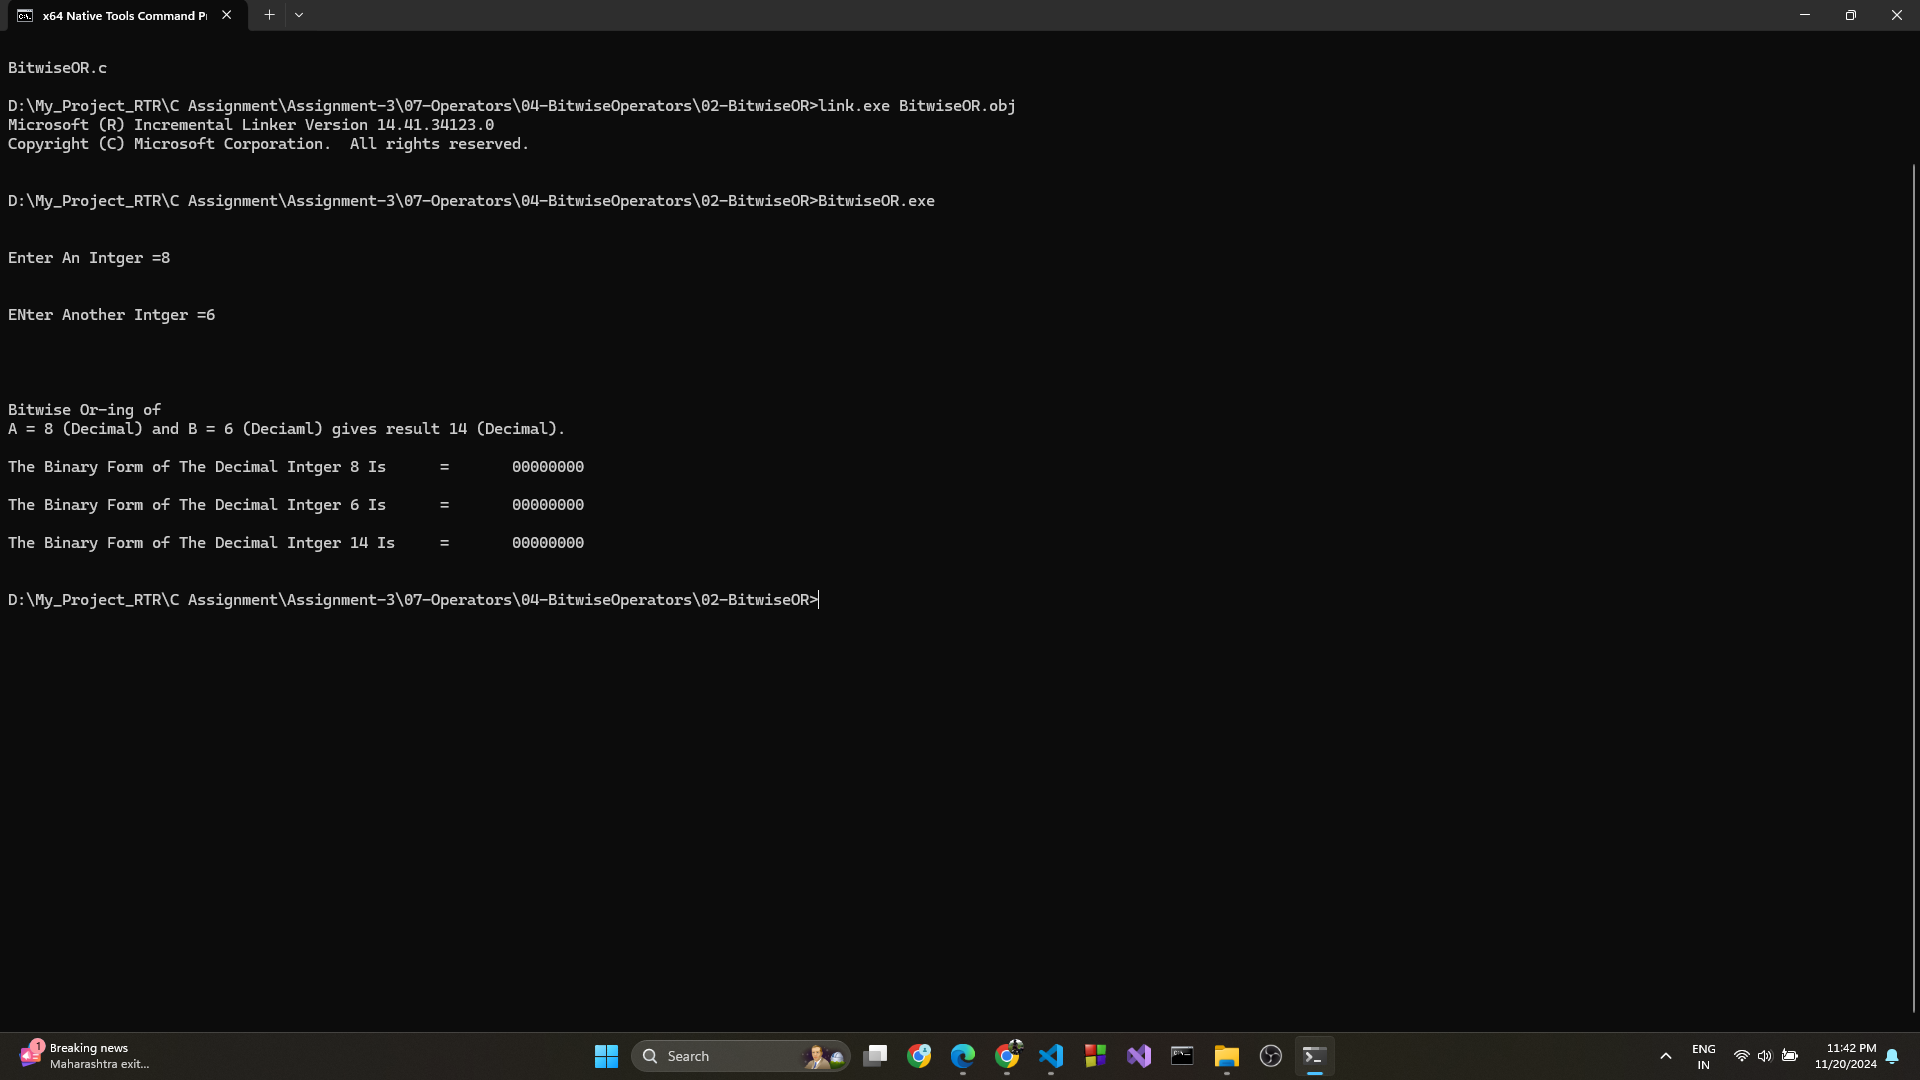 x64 Native Tools Command P
BitwiseOR.c
D:\My_Project_RTR\C Assignment\Assignment-3\07-Operators\04-BitwiseOperators\02-BitwiseOR>link.exe BitwiseOR.obj
Microsoft (R) Incremental Linker Version 14.41.34123.0
Copyright (C) Microsoft Corporation.  All rights reserved.
D:\My_Project_RTR\C Assignment\Assignment-3\07-Operators\04-BitwiseOperators\02-BitwiseOR>BitwiseOR.exe
Enter An Intger =8
ENter Another Intger =6
Bitwise Or-ing of
A = 8 (Decimal) and B = 6 (Deciaml) gives result 14 (Decimal).
The Binary Form of The Decimal Intger 8 Is = 00000000
The Binary Form of The Decimal Intger 6 Is = 00000000
The Binary Form of The Decimal Intger 14 Is = 00000000
D:\My_Project_RTR\C Assignment\Assignment-3\07-Operators\04-BitwiseOperators\02-BitwiseOR>
1
Breaking news
Maharashtra exit...
Search
ENG
IN
11:42 PM
11/20/2024